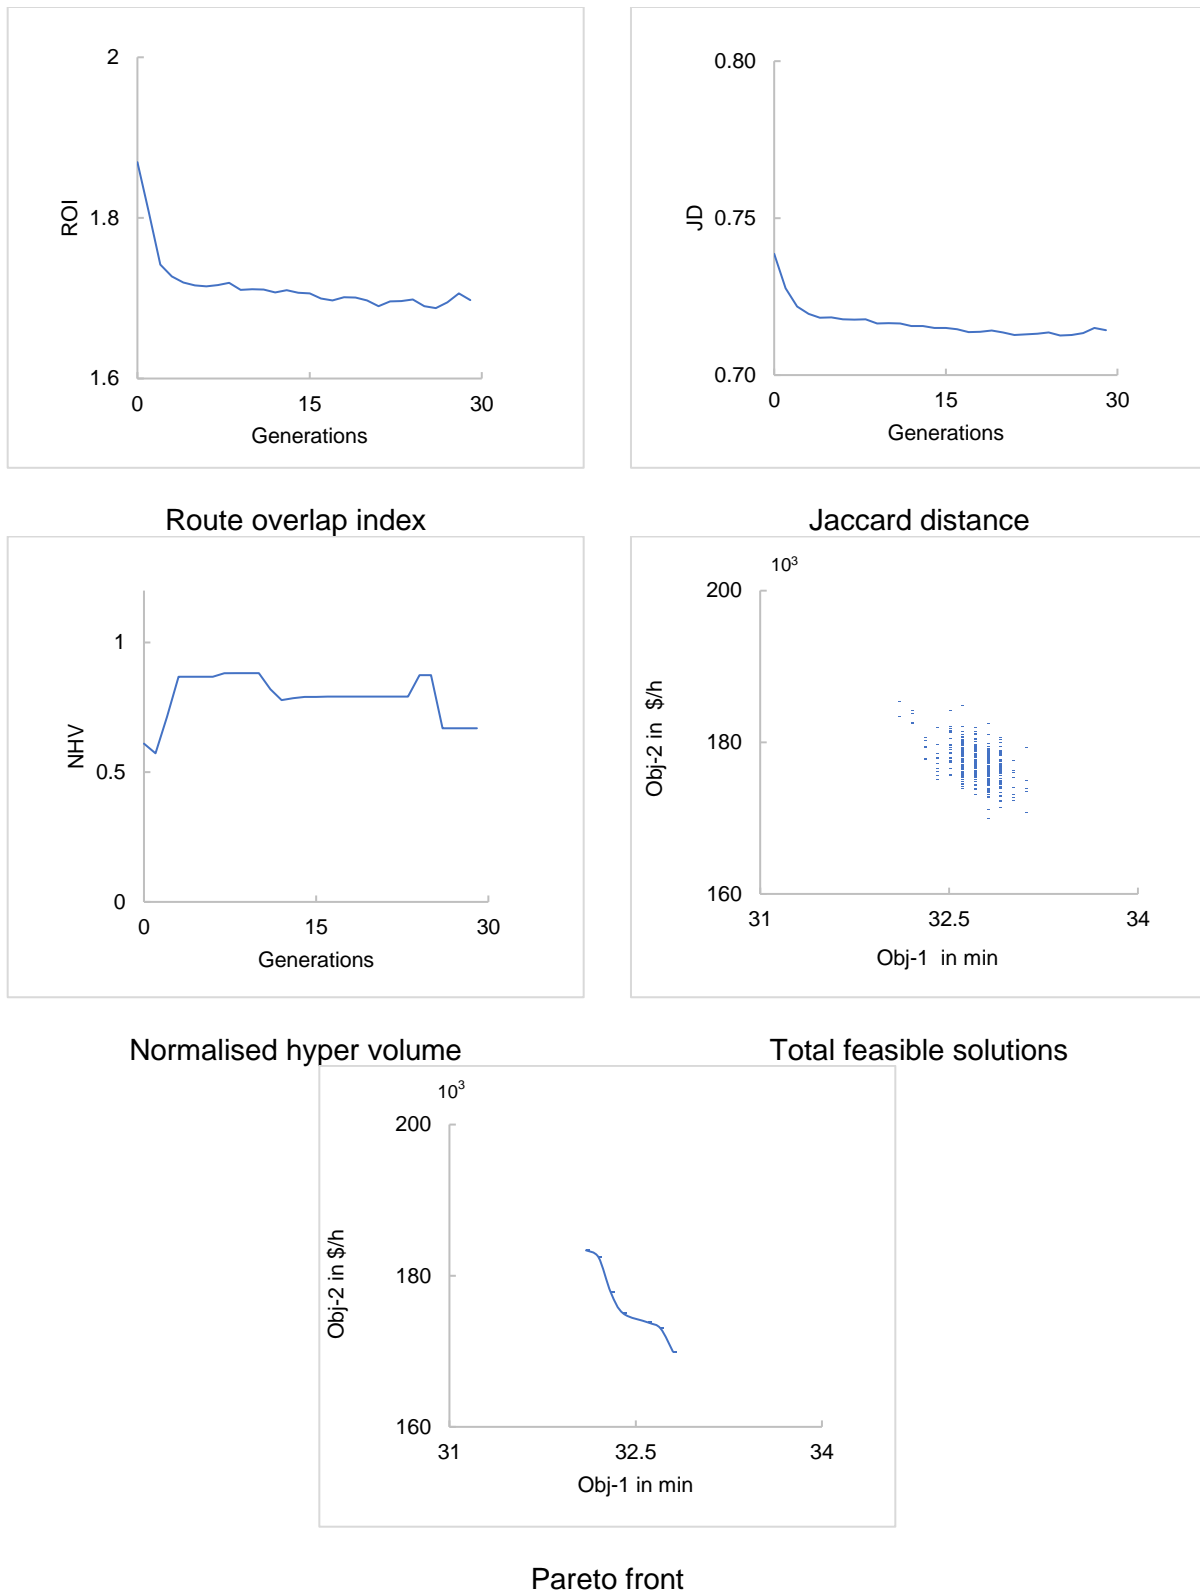 2
1.8
1.6
ROI
0
15
30
Generations
0.80
0.75
0.70
JD
0
15
30
Generations
Route overlap index
Jaccard distance
1
0.5
0
NHV
0
15
30
Generations
10³
200
180
160
Obj-2 in $/h
31
32.5
34
Obj-1 in min
Normalised hyper volume
Total feasible solutions
10³
200
180
160
Obj-2 in $/h
31
32.5
34
Obj-1 in min
Pareto front